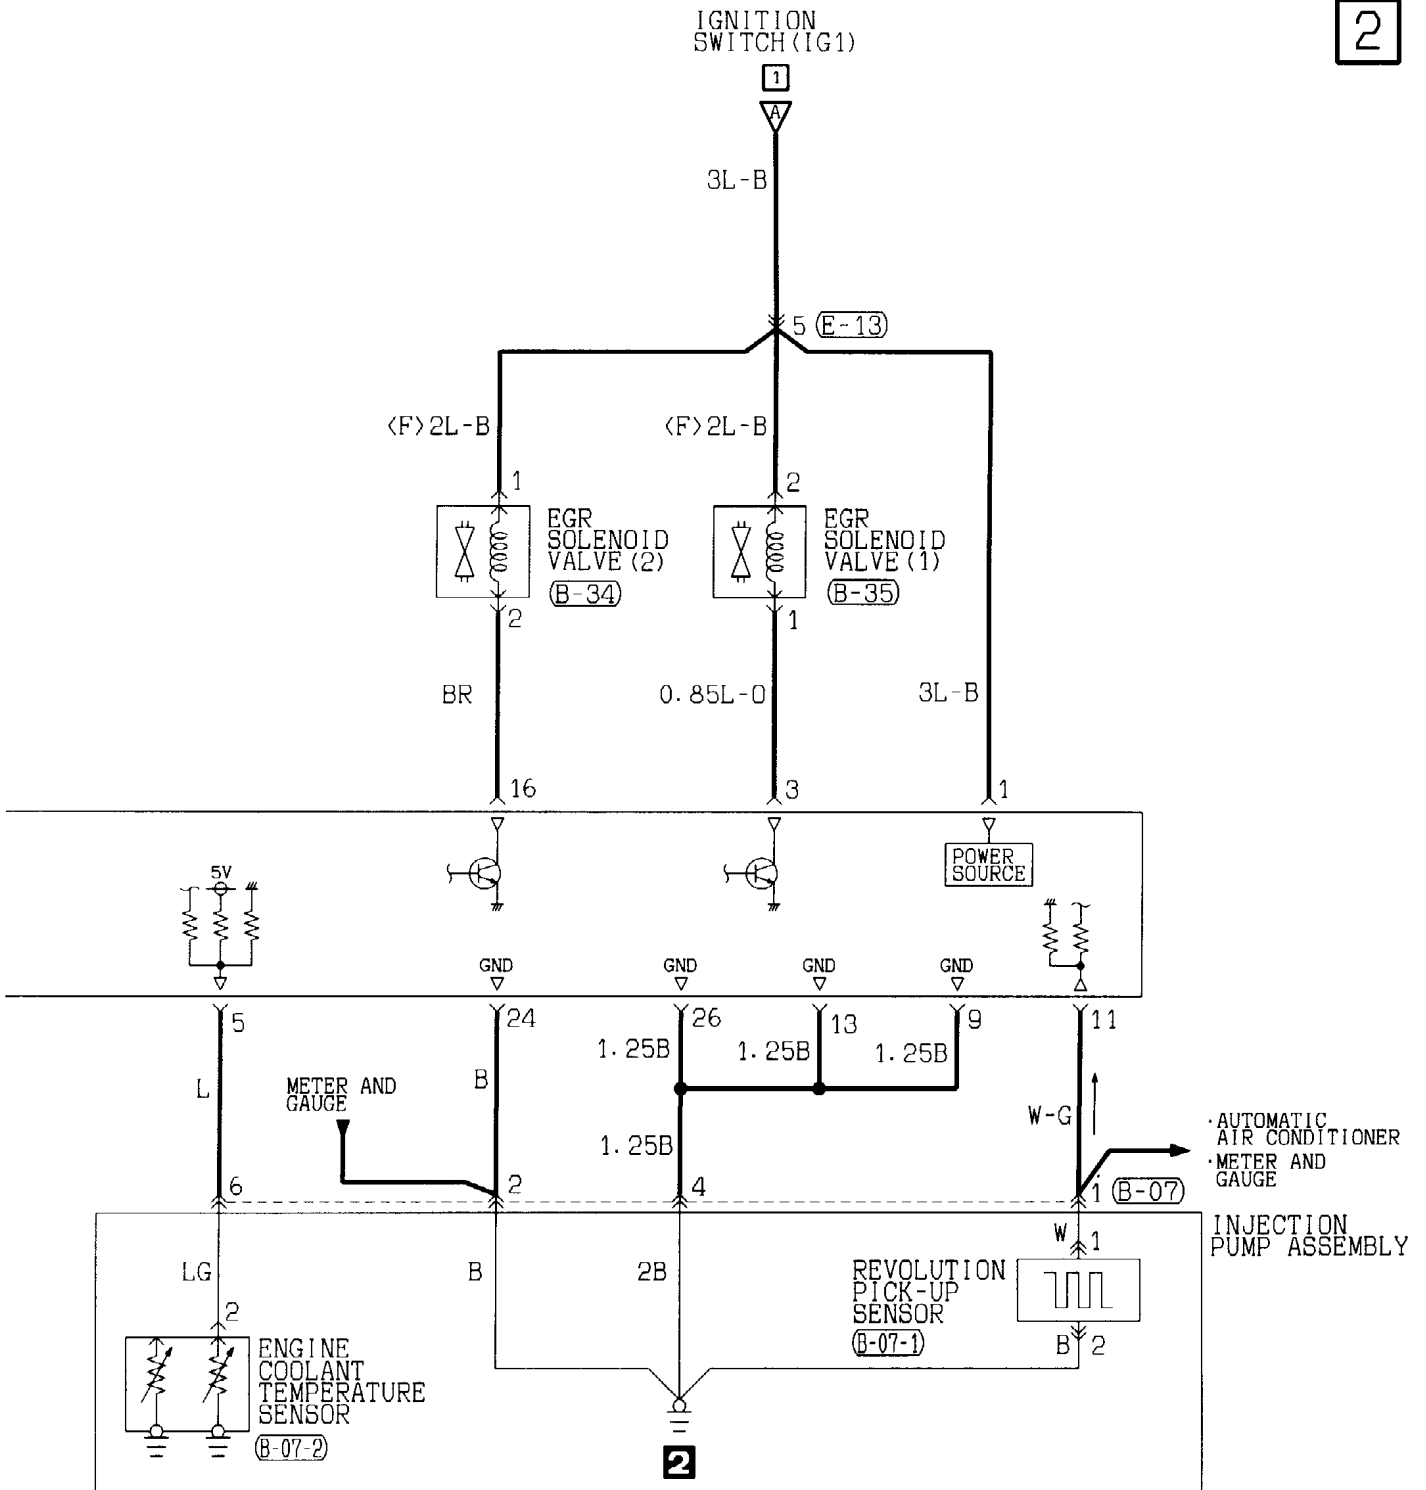 2
IGNITION
SWITCH(IG1)
1
A
3L-B
5 (E-13)
<F>2L-B
<F>2L-B
1
2
EGR
SOLENOID
VALVE(2)
B-34
EGR
SOLENOID
VALVE(1)
B-35
2
1
BR
0.85L-O
3L-B
16
3
1
5V
POWER
SOURCE
GND
GND
GND
GND
5
24
26
13
9
11
1.25B
1.25B
1.25B
L
METER AND
GAUGE
B
W-G
1.25B
·AUTOMATIC
AIR CONDITIONER
·METER AND
GAUGE
6
2
4
1
B-07
INJECTION
PUMP ASSEMBLY
W
1
LG
B
2B
REVOLUTION
PICK-UP
SENSOR
B-07-1
B
2
2
ENGINE
COOLANT
TEMPERATURE
SENSOR
B-07-2
2